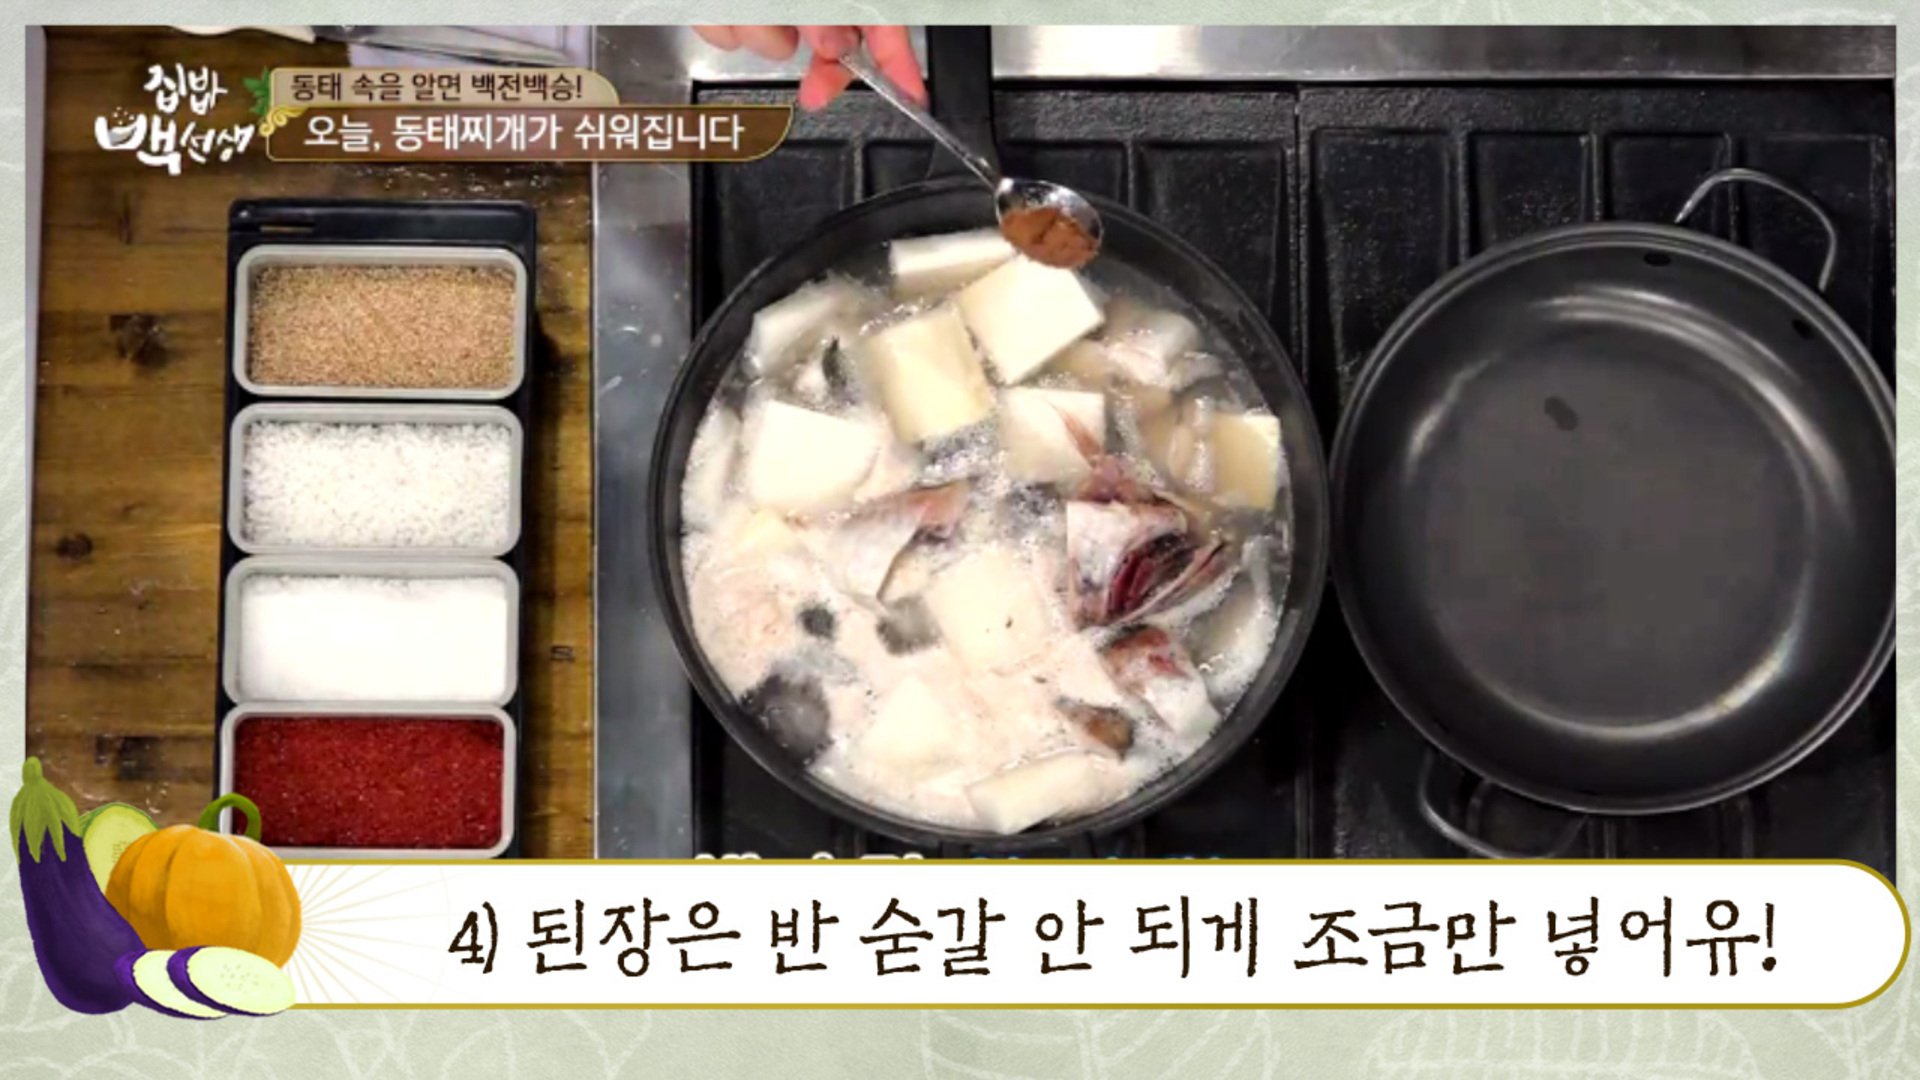 집밥
백선생
동태 속을 알면 백전백승!
오늘, 동태찌개가 쉬워집니다
4) 된장은 반 숟갈 안 되게 조금만 넣어유!